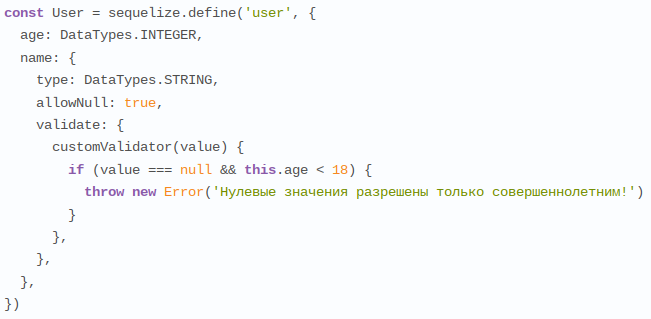 const User = sequelize.define('user', {
  age: DataTypes.INTEGER,
  name: {
    type: DataTypes.STRING,
    allowNull: true,
    validate: {
      customValidator(value) {
        if (value === null && this.age < 18) {
          throw new Error('Нулевые значения разрешены только совершеннолетним!')
        }
      },
    },
  },
})